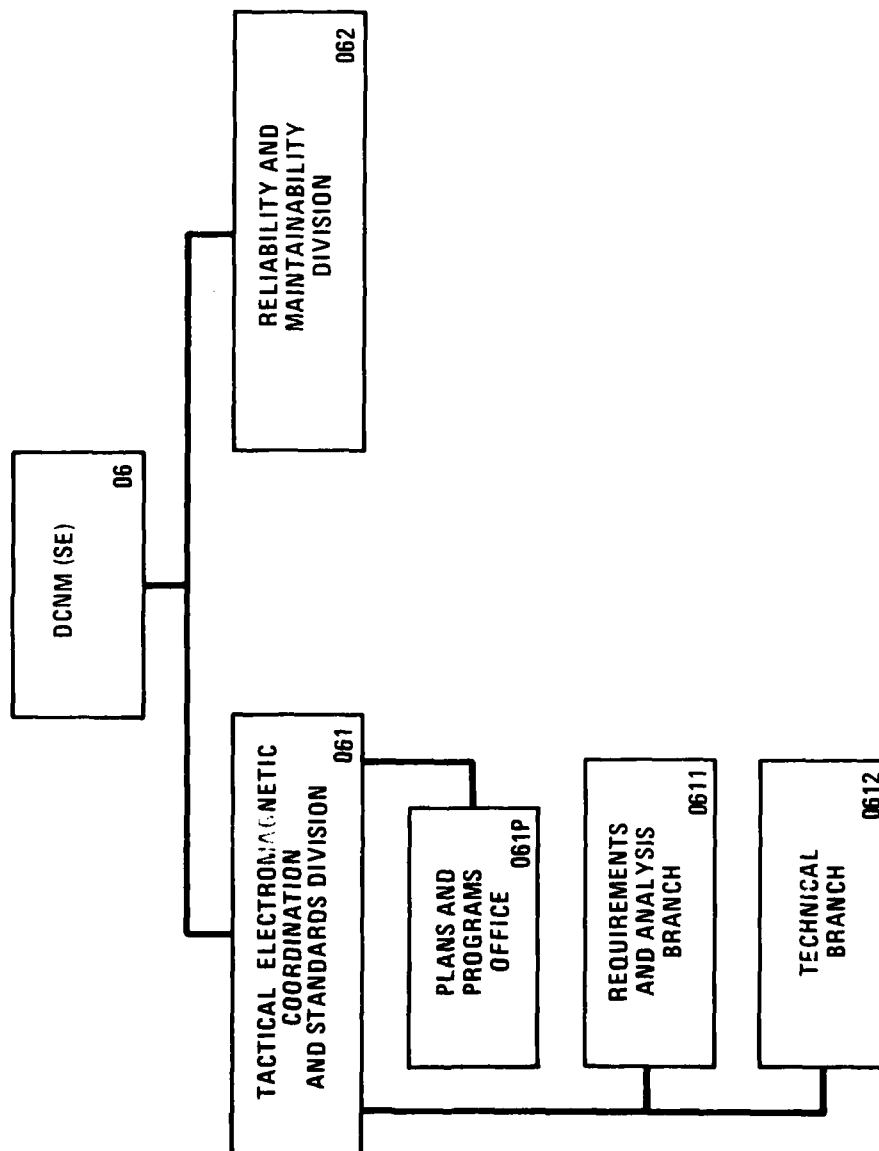 DCNM (SE)
06
TACTICAL ELECTROMAGNETIC
COORDINATION
AND STANDARDS DIVISION
061
RELIABILITY AND
MAINTAINABILITY
DIVISION
062
PLANS AND
PROGRAMS
OFFICE
061P
REQUIREMENTS
AND ANALYSIS
BRANCH
0611
TECHNICAL
BRANCH
0612